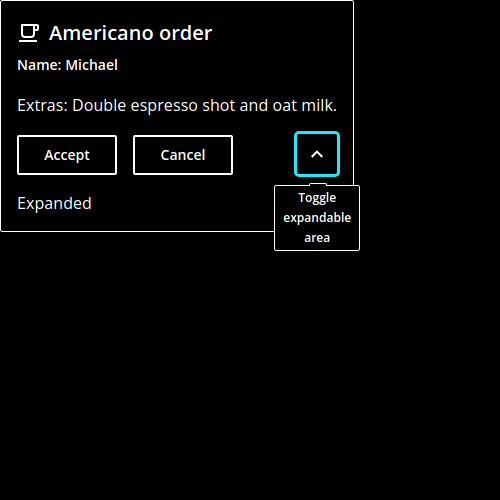 Americano order
Name: Michael
Extras: Double espresso shot and oat milk.
Accept
Cancel
Expanded
Toggle
expandable
area